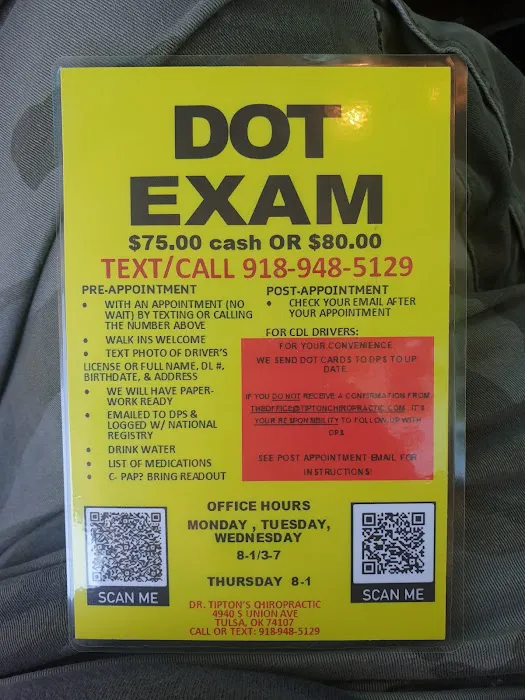 DOT
EXAM
$75.00 cash OR $80.00
TEXT/CALL 918-948-5129
PRE-APPOINTMENT
• WITH AN APPOINTMENT (NO
WAIT) BY TEXTING OR CALLING
THE NUMBER ABOVE
• WALK INS WELCOME
• TEXT PHOTO OF DRIVER'S
LICENSE OR FULL NAME, DL #,
BIRTHDATE, & ADDRESS
• WE WILL HAVE PAPER-
WORK READY
• EMAILED TO DPS &
LOGGED W/ NATIONAL
REGISTRY
• DRINK WATER
• LIST OF MEDICATIONS
• C- PAP? BRING READOUT
POST-APPOINTMENT
• CHECK YOUR EMAIL AFTER
YOUR APPOINTMENT
FOR CDL DRIVERS:
FOR YOUR CONVENIENCE
WE SEND DOT CARDS TO DPS TO UP
DATE.
IF YOU DO NOT RECEIVE A CONFIRMATION FROM
THEOFFICE@TIPTONCHIROPRACTIC.COM, IT'S
YOUR RESPONSIBILITY TO FOLLOW UP WITH
DPS
SEE POST APPOINTMENT EMAIL FOR
INSTRUCTIONS!
OFFICE HOURS
MONDAY , TUESDAY,
WEDNESDAY
8-1/3-7
THURSDAY 8-1
SCAN ME
SCAN ME
DR. TIPTON'S CHIROPRACTIC
4940 S UNION AVE
TULSA, OK 74107
CALL OR TEXT: 918-948-5129